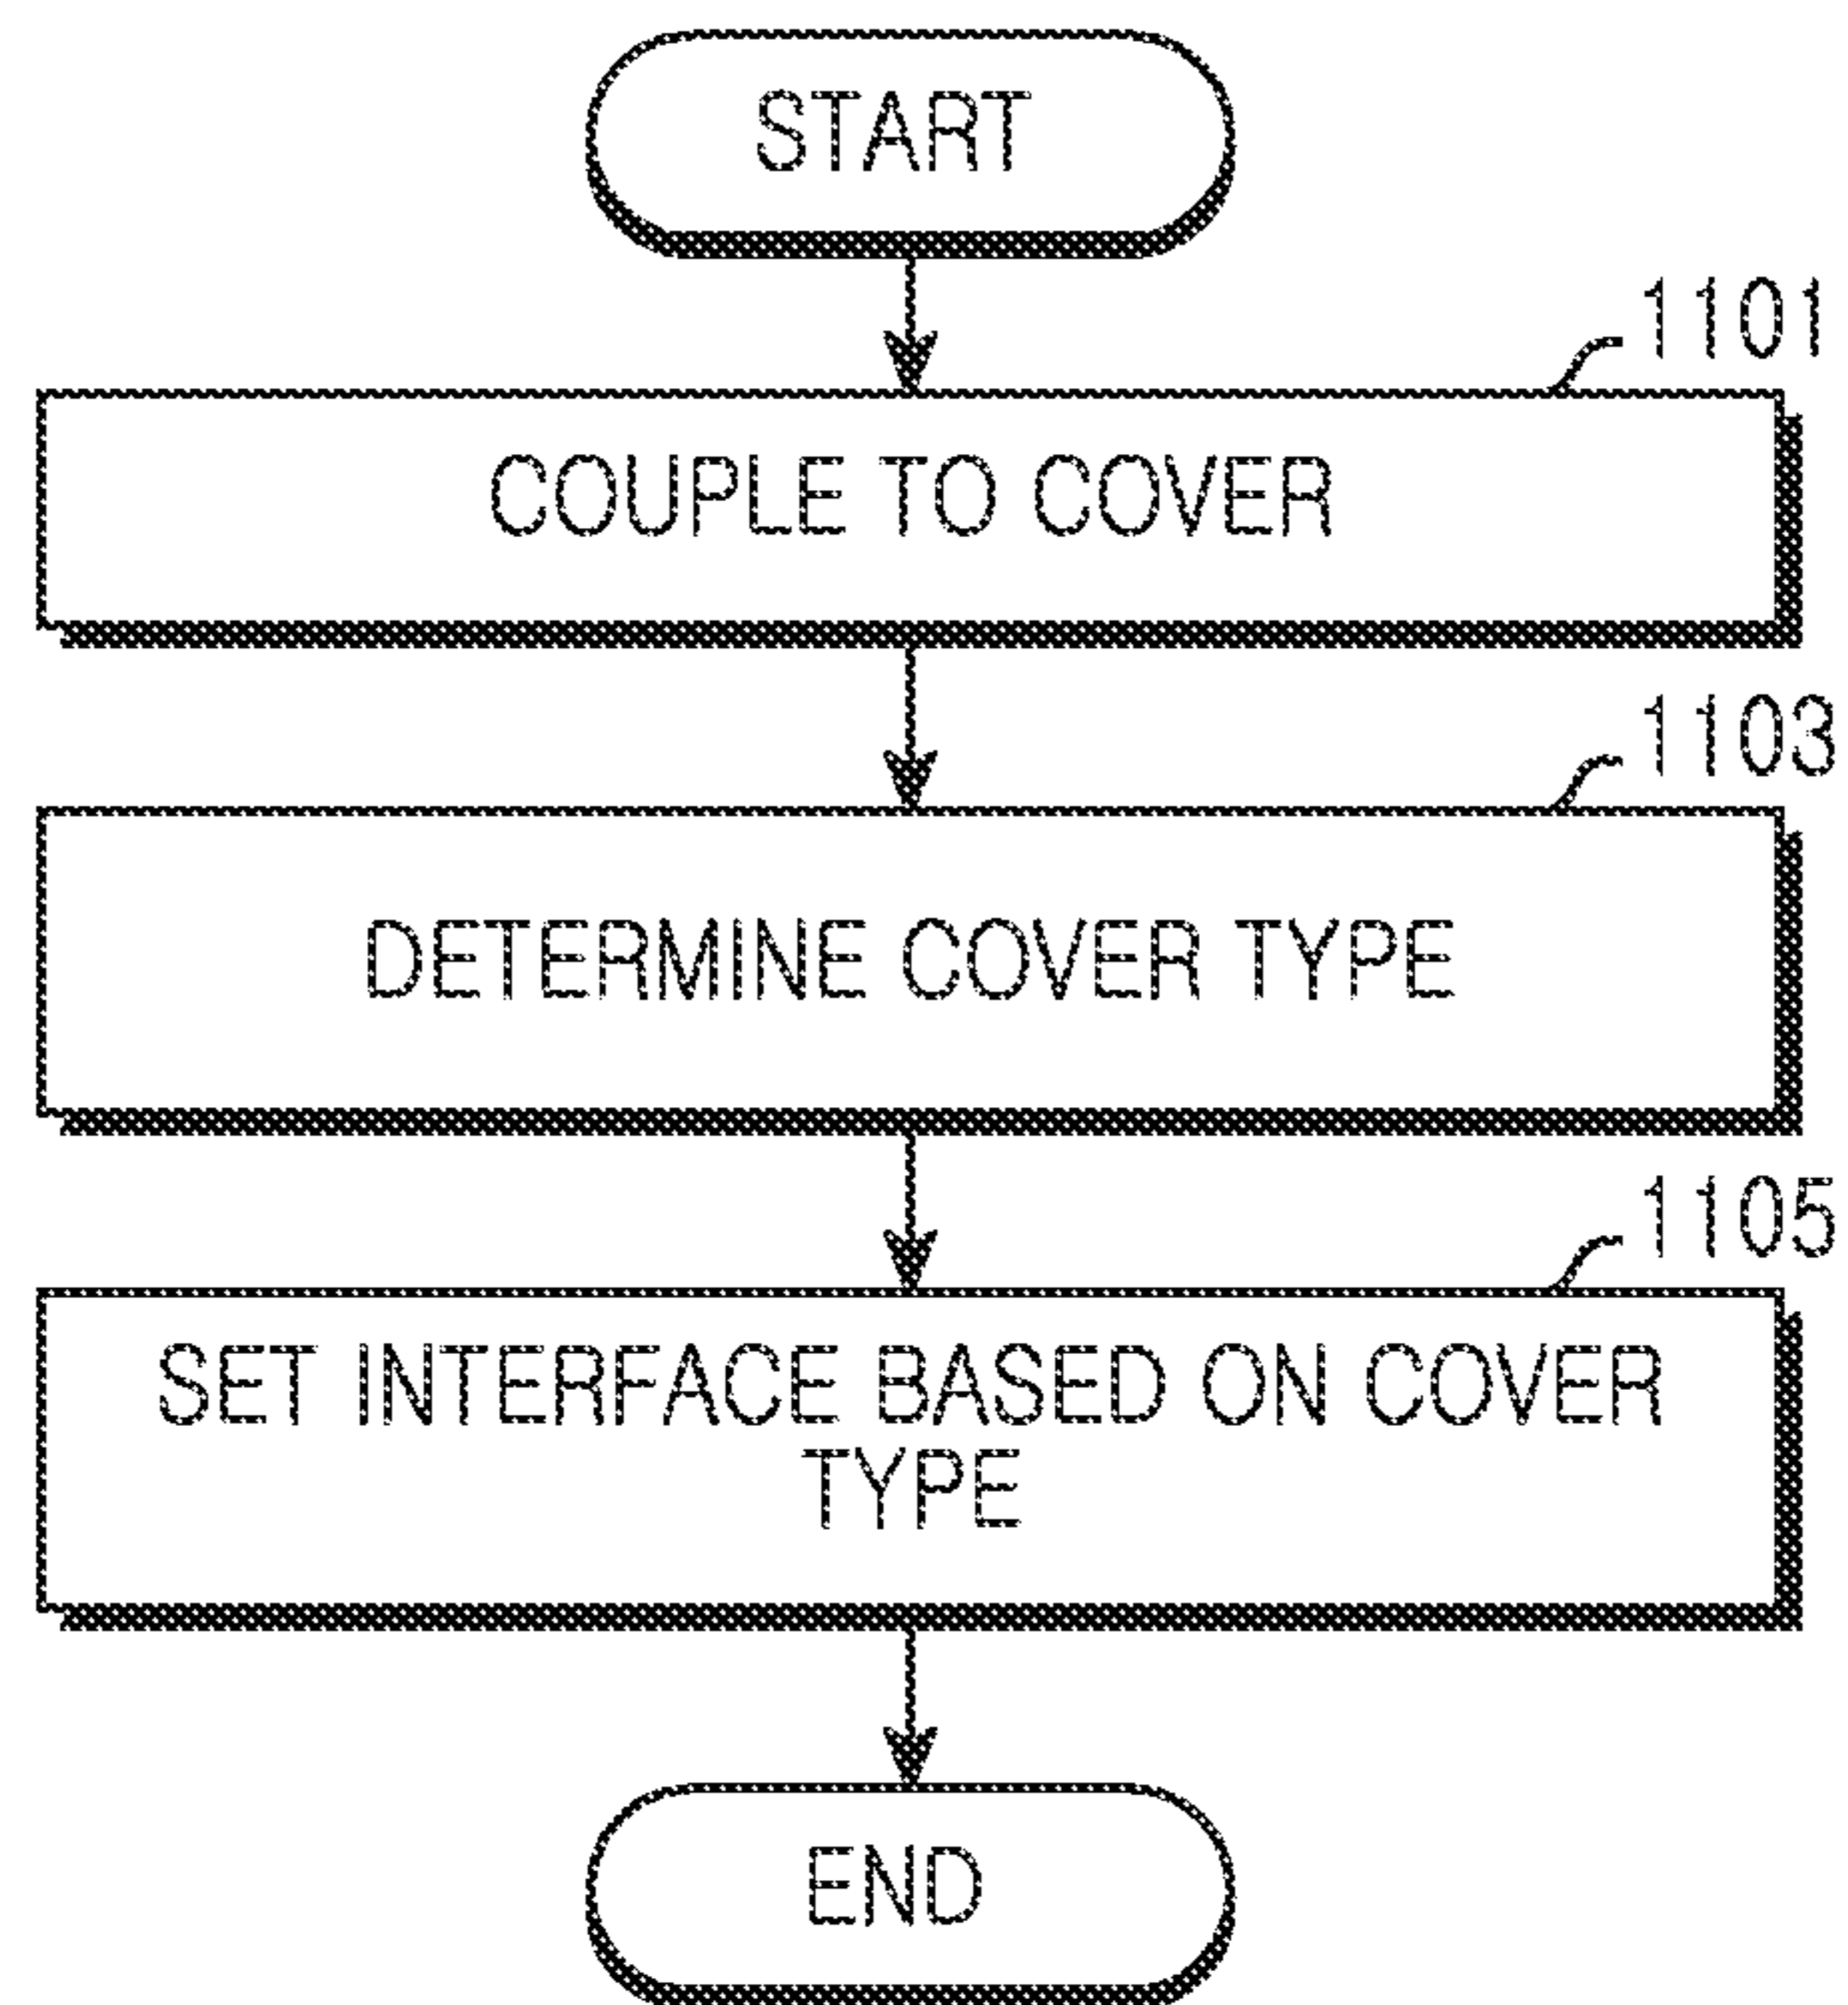 START
1101
COUPLE TO COVER
1103
DETERMINE COVER TYPE
1105
SET INTERFACE BASED ON COVER
TYPE
END